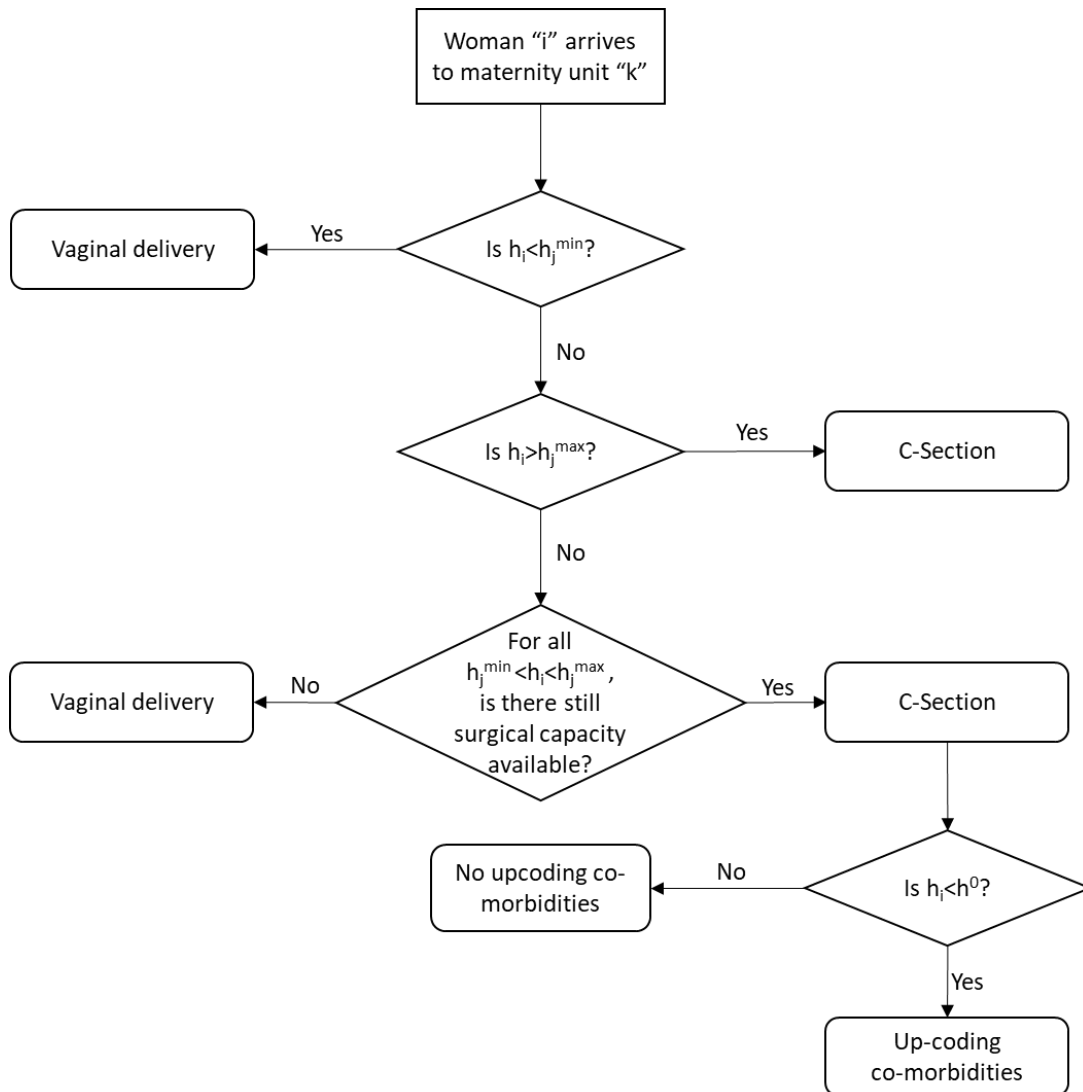 Woman “i” arrives
to maternity unit “k”
Yes
Vaginal delivery
Is hᵢ<hⱼᵐⁱⁿ?
No
Yes
Is hᵢ>hⱼᵐᵃˣ?
C-Section
No
For all
hⱼᵐⁱⁿ<hᵢ<hⱼᵐᵃˣ,
is there still
surgical capacity
available?
No
Vaginal delivery
Yes
C-Section
No upcoding co-
morbidities
No
Is hᵢ<h⁰?
Yes
Up-coding
co-morbidities